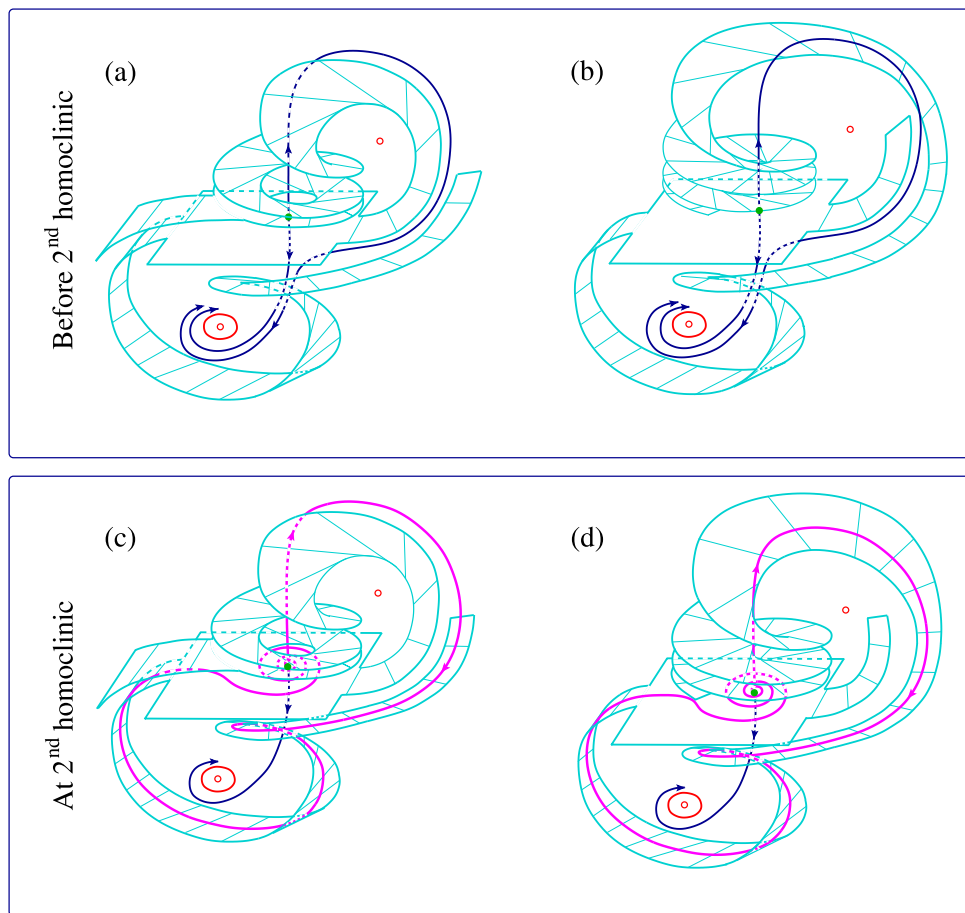 Before 2nd homoclinic
(a)
(b)
At 2nd homoclinic
(c)
(d)